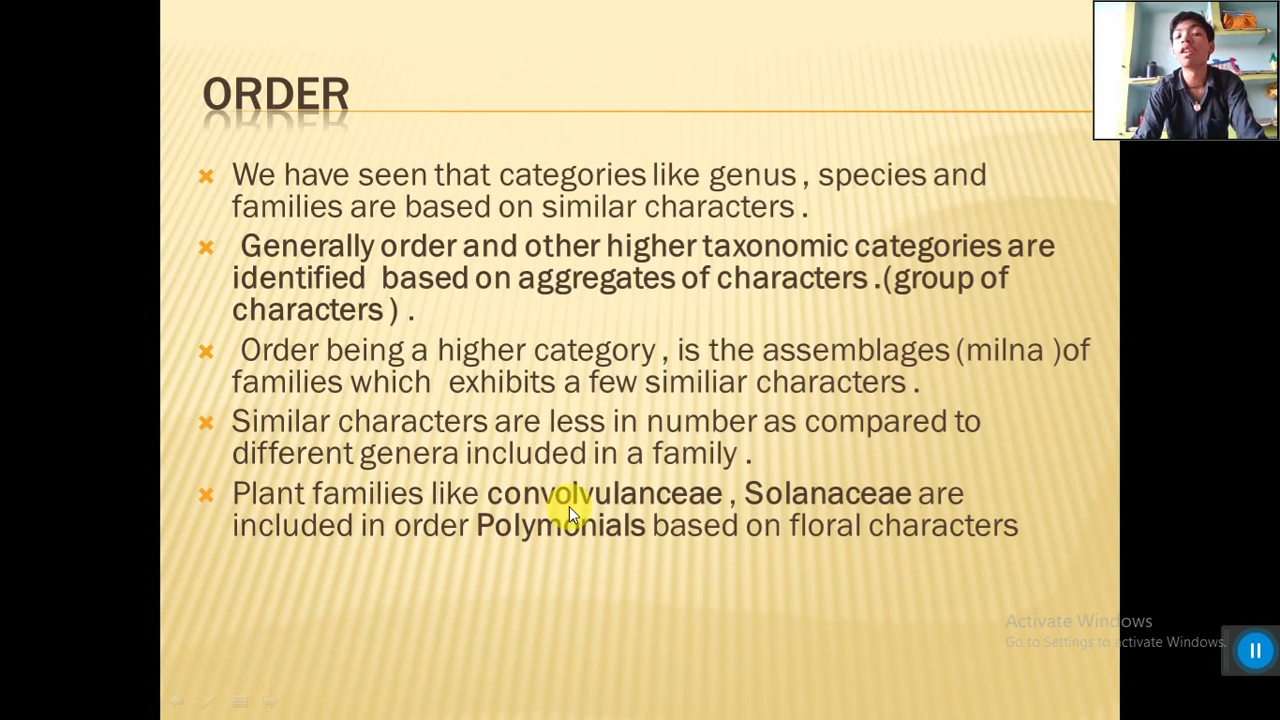 ORDER
We have seen that categories like genus , species and
families are based on similar characters .
Generally order and other higher taxonomic categories are
identified based on aggregates of characters .(group of
characters ) .
Order being a higher category , is the assemblages (milna )of
families which exhibits a few similiar characters .
Similar characters are less in number as compared to
different genera included in a family .
Plant families like convolvulanceae , Solanaceae are
included in order Polymonials based on floral characters
Activate Windows
Go to Settings to activate Windows.